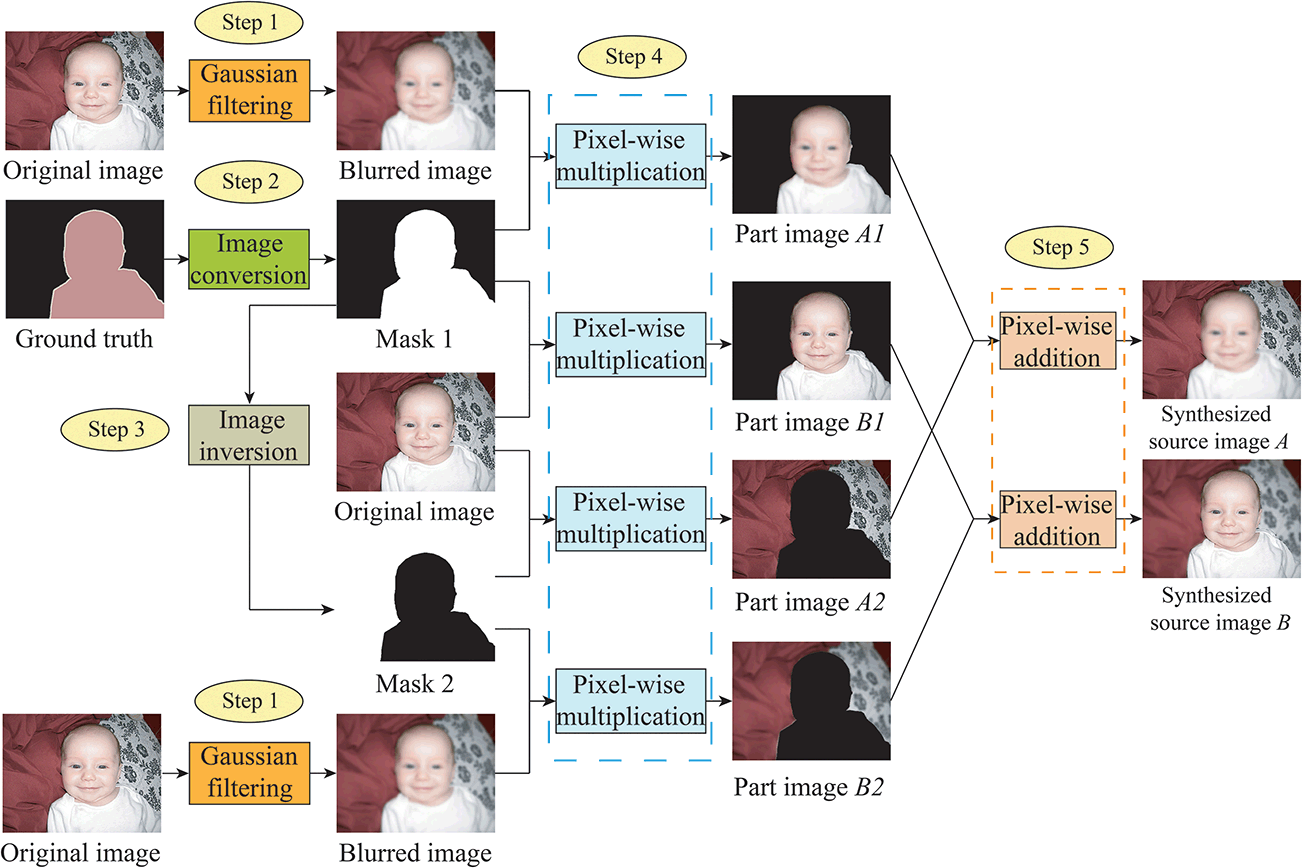 Step 1
Gaussian
filtering
Original image
Blurred image
Step 2
Image
conversion
Ground truth
Mask 1
Step 3
Image
inversion
Original image
Mask 2
Step 1
Gaussian
filtering
Original image
Blurred image
Step 4
Pixel-wise
multiplication
Part image A1
Pixel-wise
multiplication
Part image B1
Pixel-wise
multiplication
Part image A2
Pixel-wise
multiplication
Part image B2
Step 5
Pixel-wise
addition
Synthesized
source image A
Pixel-wise
addition
Synthesized
source image B